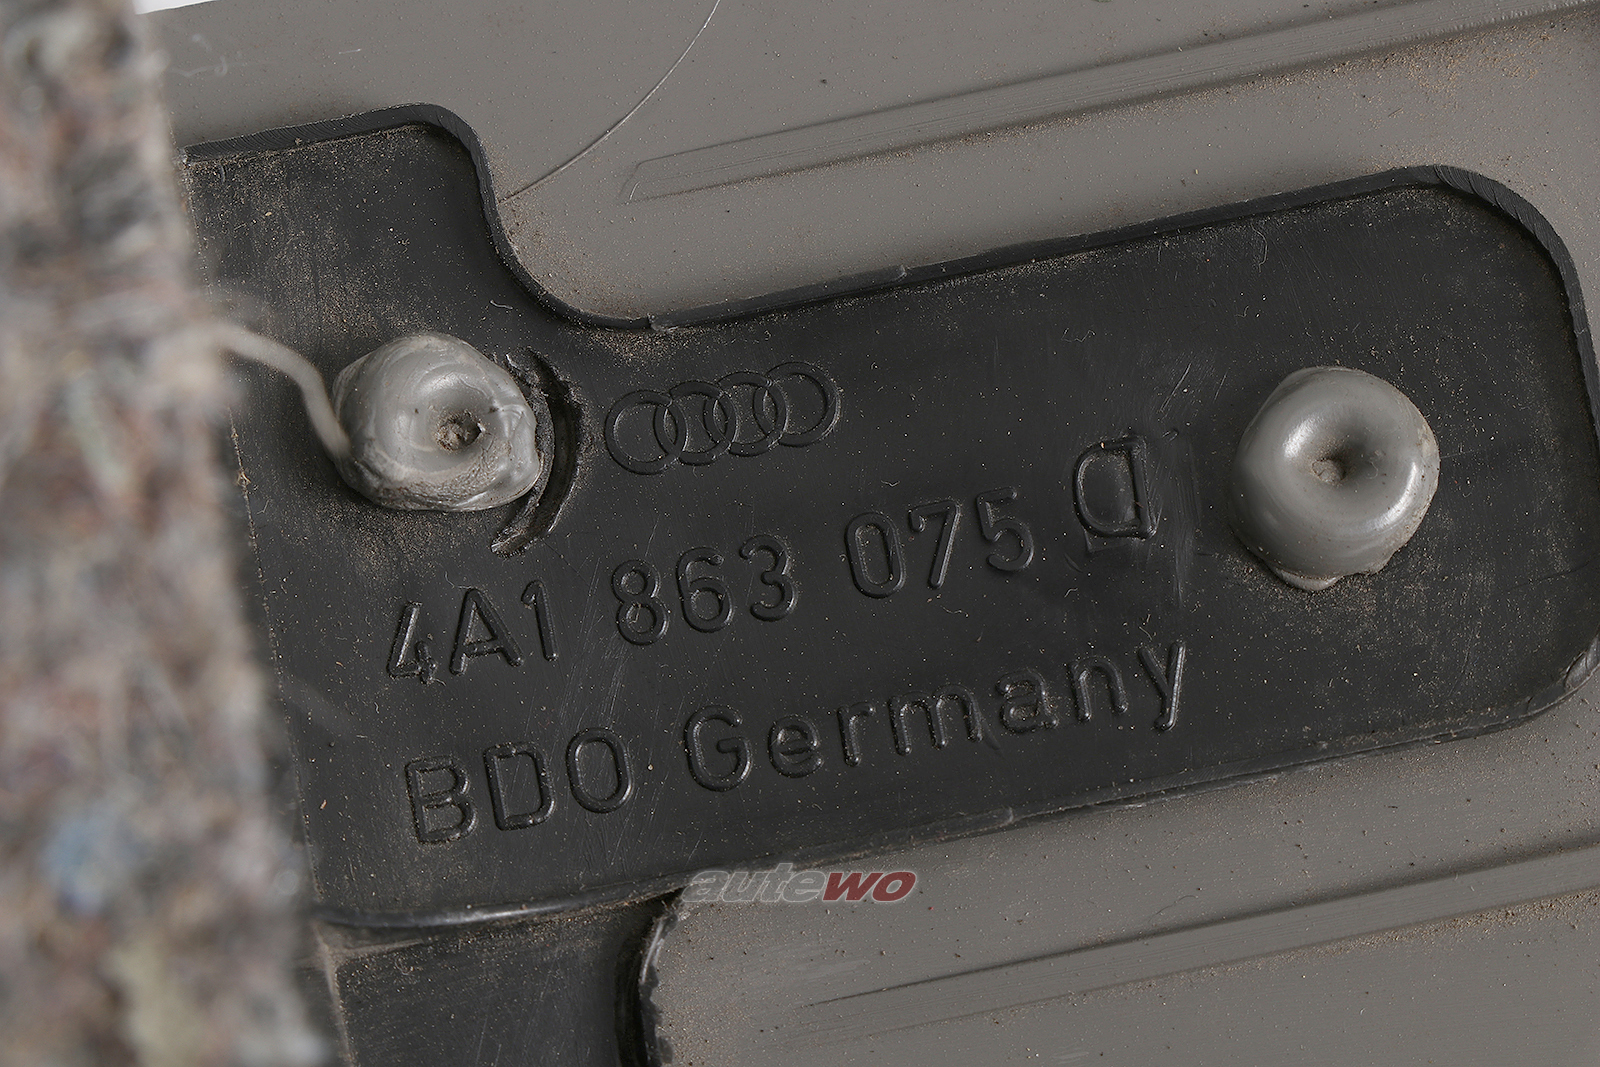 4A1 863 075 D
BDO Germany
autewo